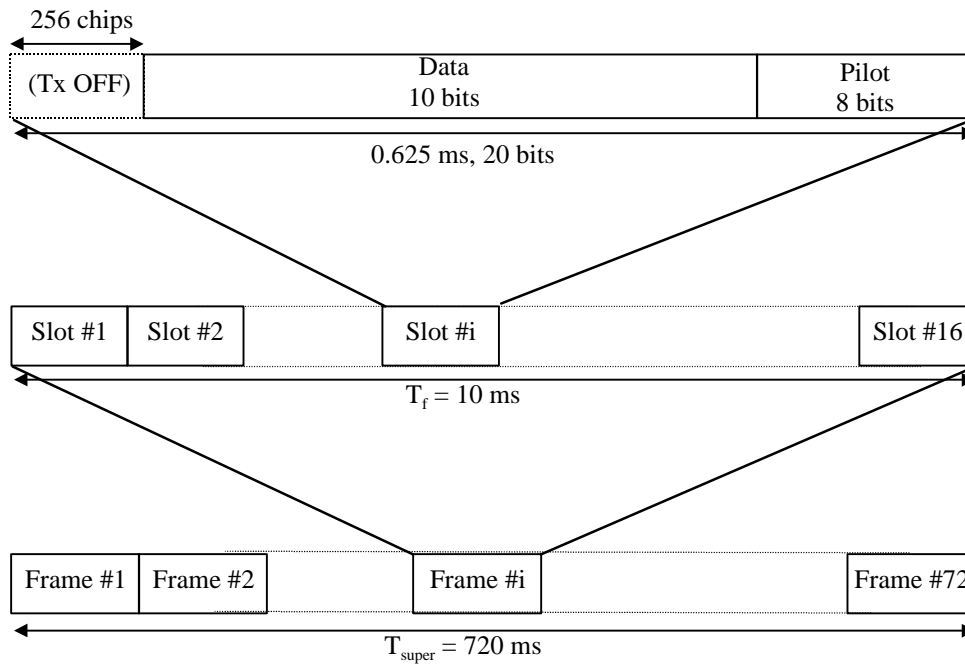 256 chips
(Tx OFF)
Data
10 bits
Pilot
8 bits
0.625 ms, 20 bits
Slot #1
Slot #2
Slot #i
Slot #16
T_f = 10 ms
Frame #1
Frame #2
Frame #i
Frame #72
T_super = 720 ms